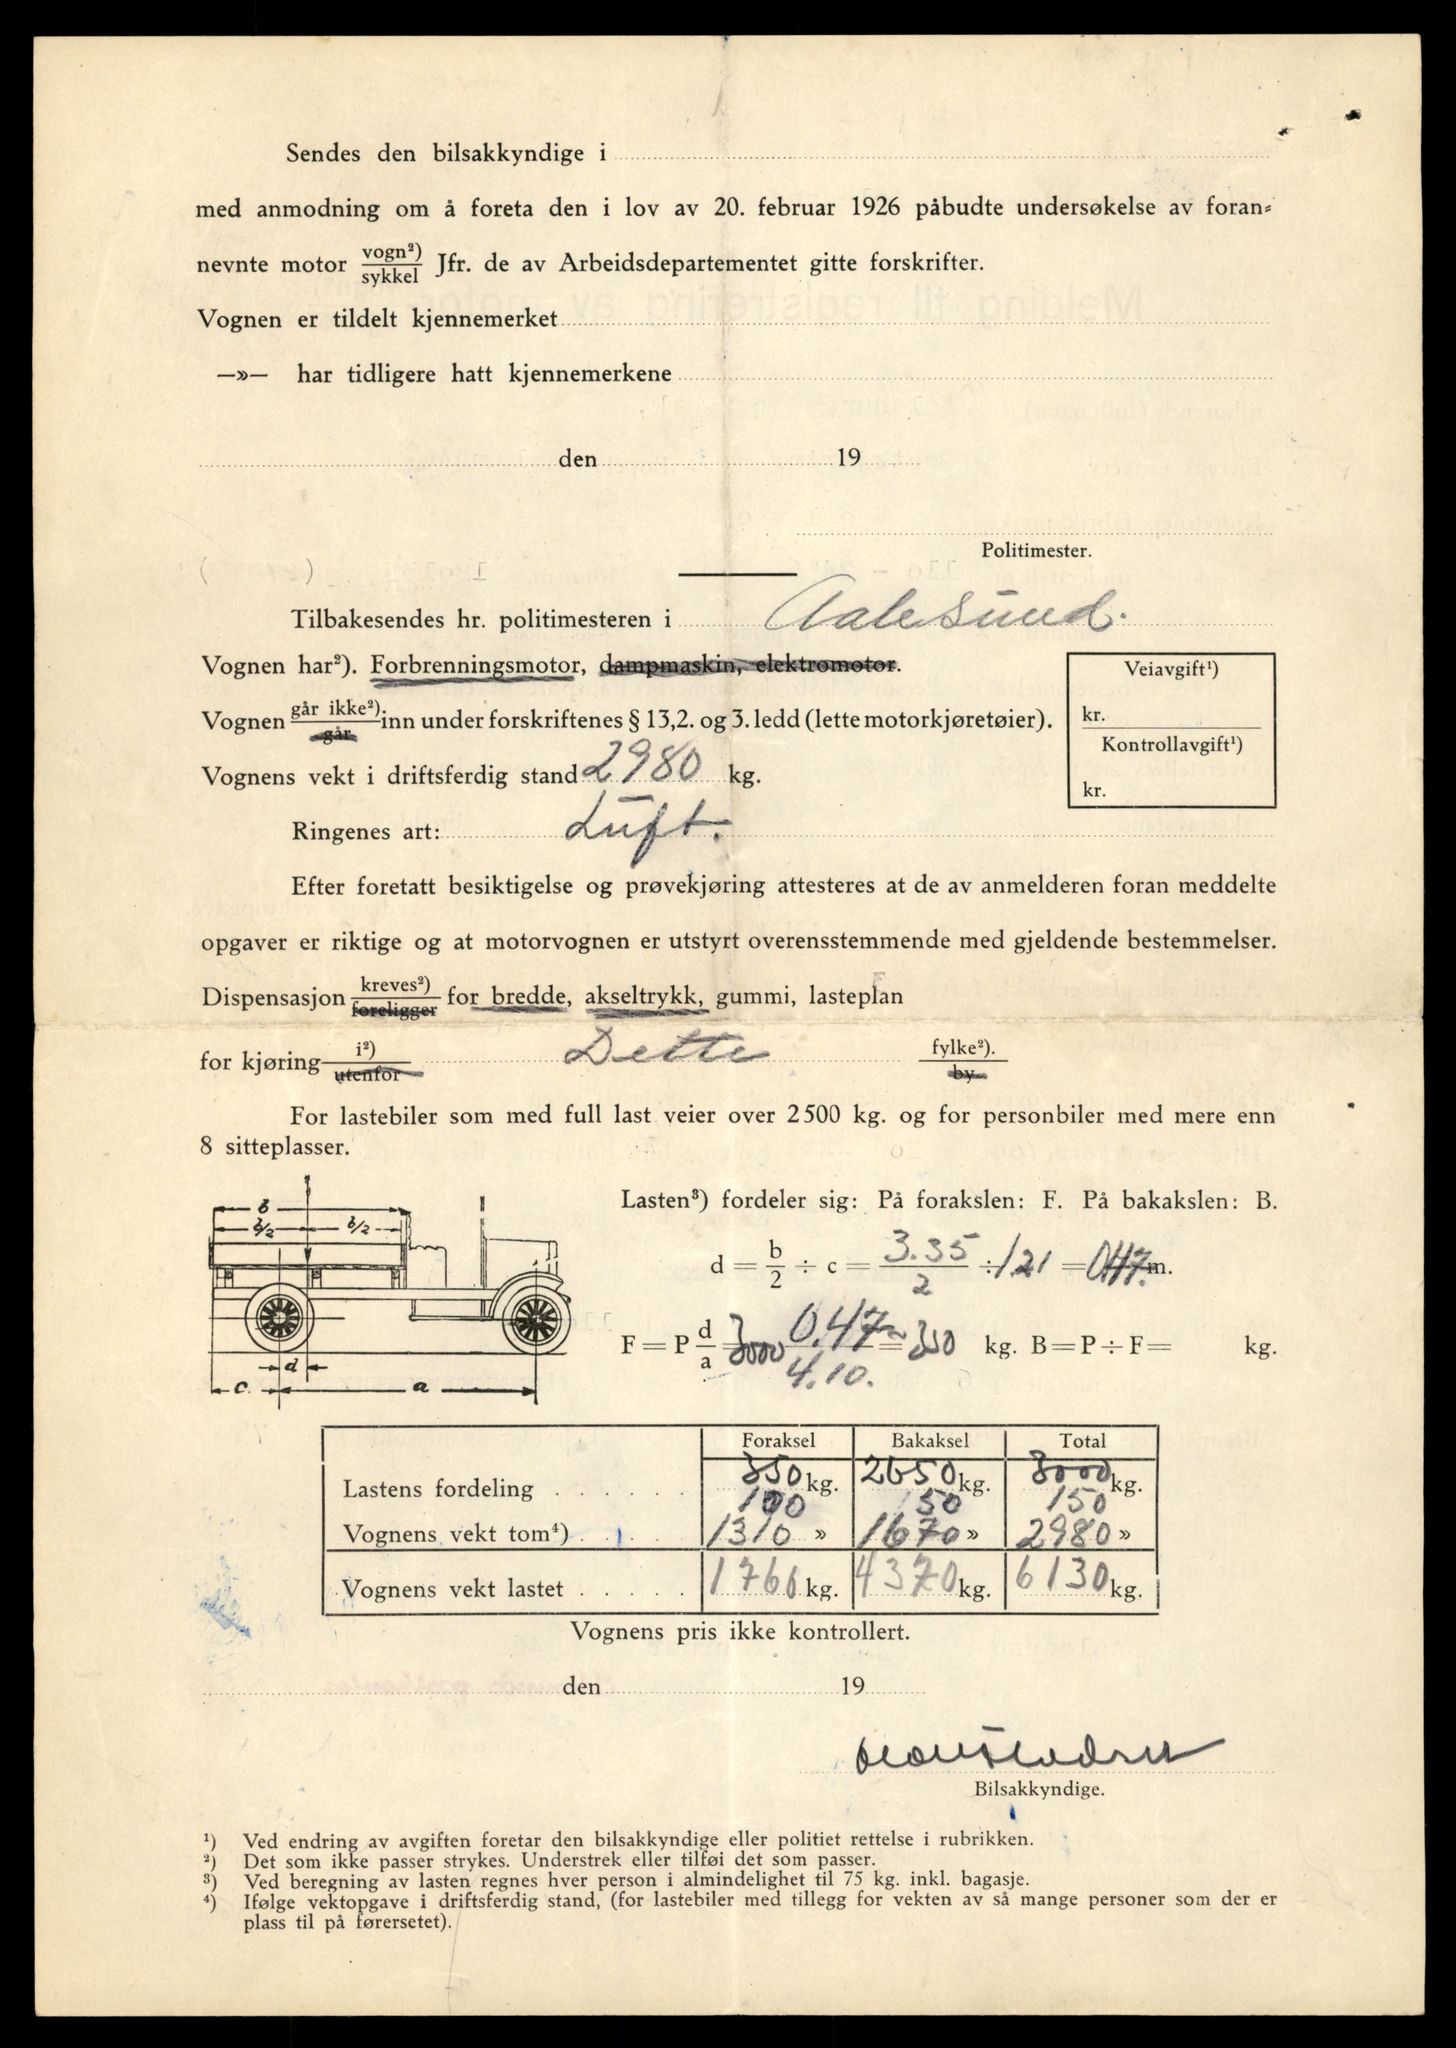 Sendes den bilsakkyndige i
med anmodning om å foreta den i lov av 20. februar 1926 påbudte undersøkelse av foran=
nevnte motor vogn²)/sykkel Jfr. de av Arbeidsdepartementet gitte forskrifter.
Vognen er tildelt kjennemerket
—»— har tidligere hatt kjennemerkene
den 19
Politimester.
Tilbakesendes hr. politimesteren i Aalesund.
Vognen har²). Forbrenningsmotor, dampmaskin, elektromotor.
Veiavgift¹)
kr.
Kontrollavgift¹)
kr.
Vognen går ikke²)/går inn under forskriftenes § 13,2. og 3. ledd (lette motorkjøretøier).
Vognens vekt i driftsferdig stand 2980 kg.
Ringenes art: Luft.
Efter foretatt besiktigelse og prøvekjøring attesteres at de av anmelderen foran meddelte
opgaver er riktige og at motorvognen er utstyrt overensstemmende med gjeldende bestemmelser.
Dispensasjon kreves²)/foreligger for bredde, akseltrykk, gummi, lasteplan
for kjøring i²)/utenfor Dette fylke²)./by
For lastebiler som med full last veier over 2500 kg. og for personbiler med mere enn
8 sitteplasser.
b
b/2 b/2
d
c. a
Lasten³) fordeler sig: På forakslen: F. På bakakslen: B.
d = b/2 ÷ c = 3.35/2 ÷ 1.21 = 0.47 m.
F = P d/a = 3000 0.47/4.10. = 350 kg. B = P ÷ F = kg.
Foraksel Bakaksel Total
Lastens fordeling . . . . . . 350 kg. 2650 kg. 3000 kg.
100 50 150
Vognens vekt tom⁴) . . . . . 1310 » 1670 » 2980 »
Vognens vekt lastet . . . . . 1760 kg. 4370 kg. 6130 kg.
Vognens pris ikke kontrollert.
den 19
Bilsakkyndige.
¹) Ved endring av avgiften foretar den bilsakkyndige eller politiet rettelse i rubrikken.
²) Det som ikke passer strykes. Understrek eller tilføi det som passer.
³) Ved beregning av lasten regnes hver person i almindelighet til 75 kg. inkl. bagasje.
⁴) Ifølge vektopgave i driftsferdig stand, (for lastebiler med tillegg for vekten av så mange personer som der er
plass til på førersetet).